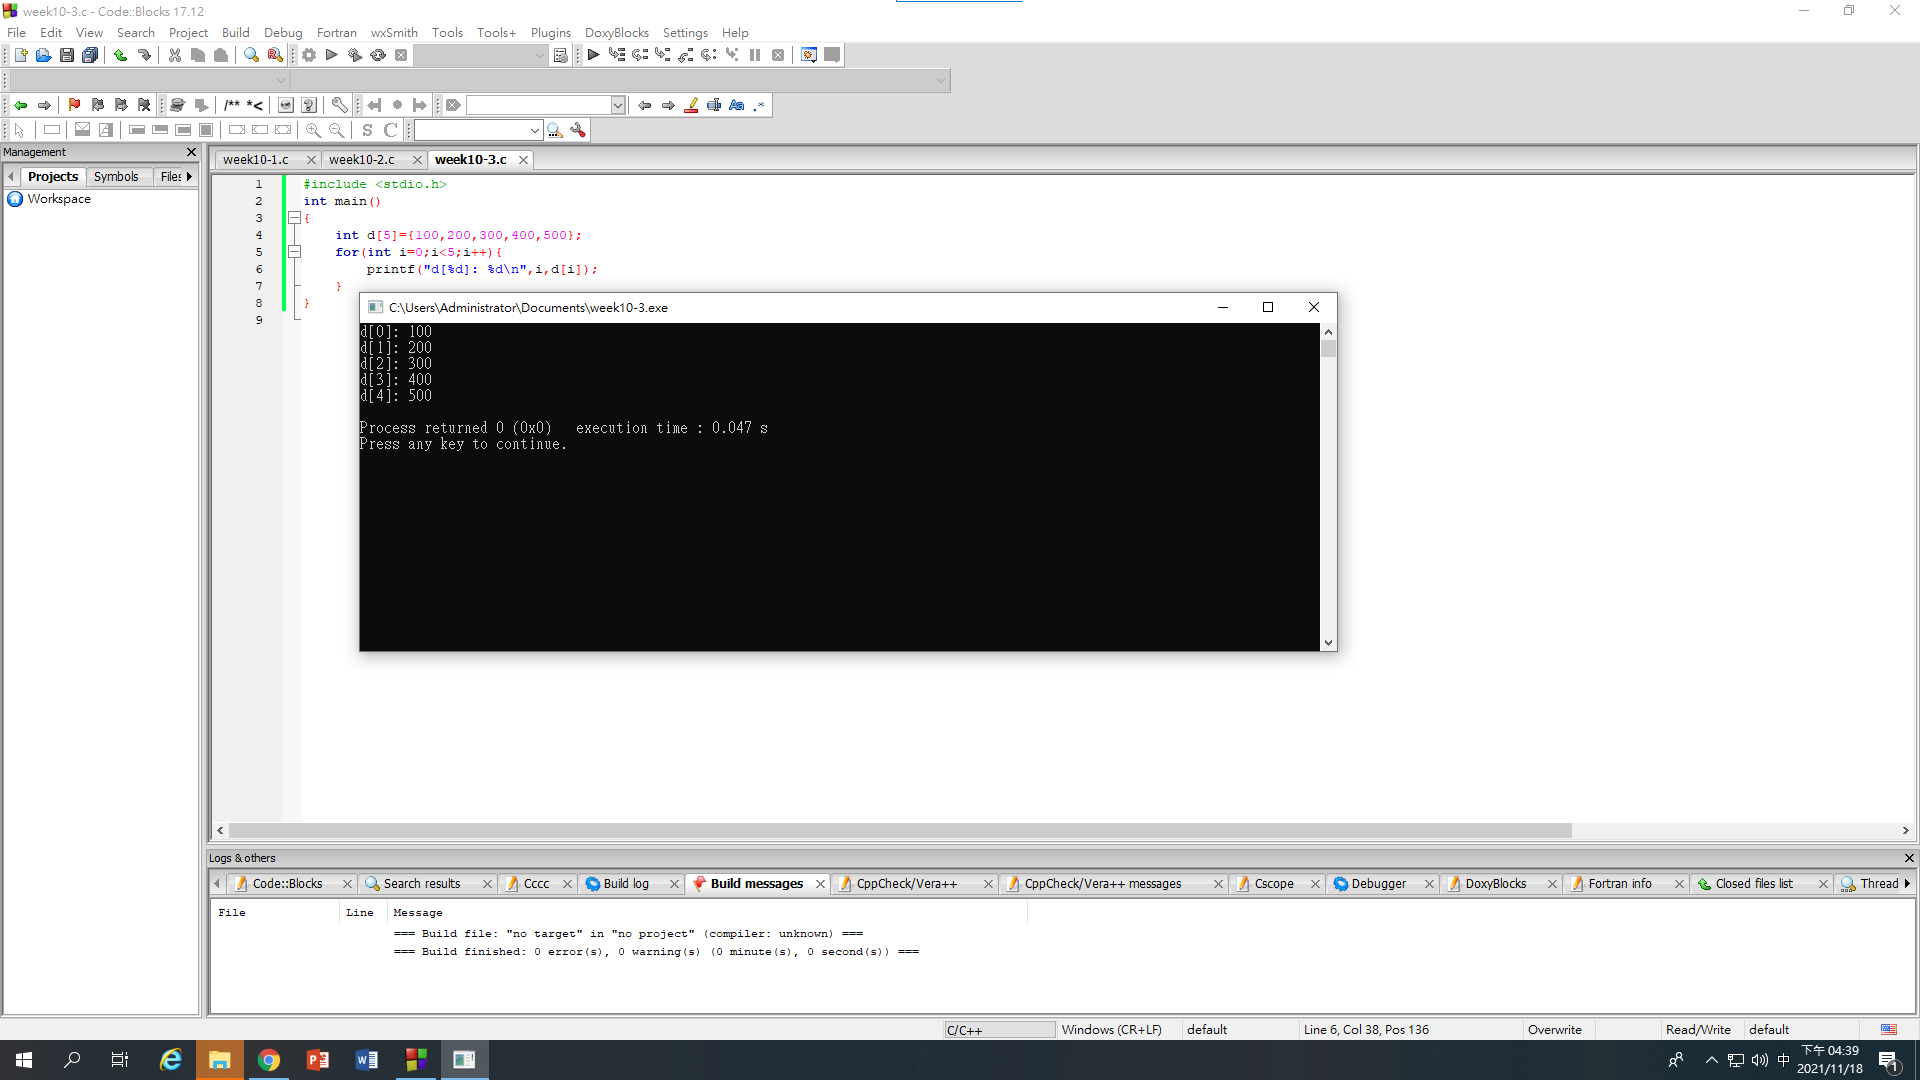 week10-3.c - Code::Blocks 17.12
File Edit View Search Project Build Debug Fortran wxSmith Tools Tools+ Plugins DoxyBlocks Settings Help
/** *<
S C
Management
Projects Symbols Files
Workspace
week10-1.c week10-2.c week10-3.c
1 #include <stdio.h>
2 int main()
3 {
4 int d[5]={100,200,300,400,500};
5 for(int i=0;i<5;i++){
6 printf("d[%d]: %d\n",i,d[i]);
7 }
8 }
9
C:\Users\Administrator\Documents\week10-3.exe
d[0]: 100
d[1]: 200
d[2]: 300
d[3]: 400
d[4]: 500
Process returned 0 (0x0) execution time : 0.047 s
Press any key to continue.
Logs & others
Code::Blocks Search results Cccc Build log Build messages CppCheck/Vera++ CppCheck/Vera++ messages Cscope Debugger DoxyBlocks Fortran info Closed files list Thread
File Line Message
=== Build file: "no target" in "no project" (compiler: unknown) ===
=== Build finished: 0 error(s), 0 warning(s) (0 minute(s), 0 second(s)) ===
C/C++ Windows (CR+LF) default Line 6, Col 38, Pos 136 Overwrite Read/Write default
中
下午 04:39
2021/11/18
1